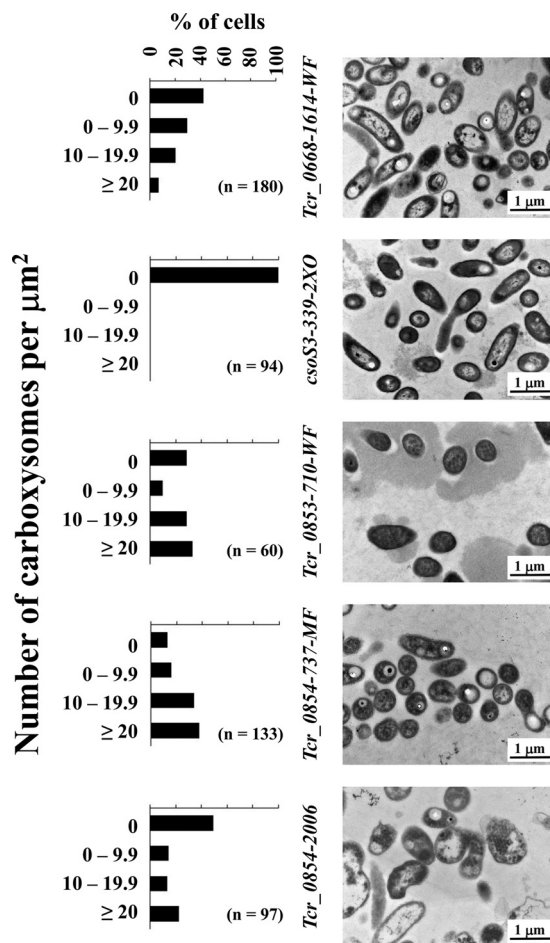 Number of carboxysomes per μm²
% of cells
0
20
40
60
80
100
0
0 – 9.9
10 – 19.9
≥ 20
(n = 180)
Tcr_0668-1614-WF
1 μm
0
0 – 9.9
10 – 19.9
≥ 20
(n = 94)
csoS3-339-2XO
1 μm
0
0 – 9.9
10 – 19.9
≥ 20
(n = 60)
Tcr_0853-710-WF
1 μm
0
0 – 9.9
10 – 19.9
≥ 20
(n = 133)
Tcr_0854-737-MF
1 μm
0
0 – 9.9
10 – 19.9
≥ 20
(n = 97)
Tcr_0854-2006
1 μm